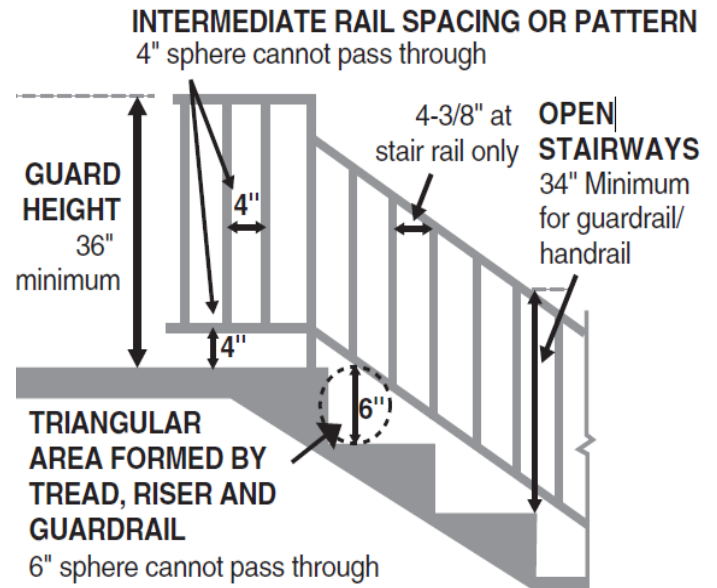 INTERMEDIATE RAIL SPACING OR PATTERN
4" sphere cannot pass through
4-3/8" at
stair rail only
OPEN
STAIRWAYS
34" Minimum
for guardrail/
handrail
GUARD
HEIGHT
36"
minimum
4"
4"
6"
TRIANGULAR
AREA FORMED BY
TREAD, RISER AND
GUARDRAIL
6" sphere cannot pass through